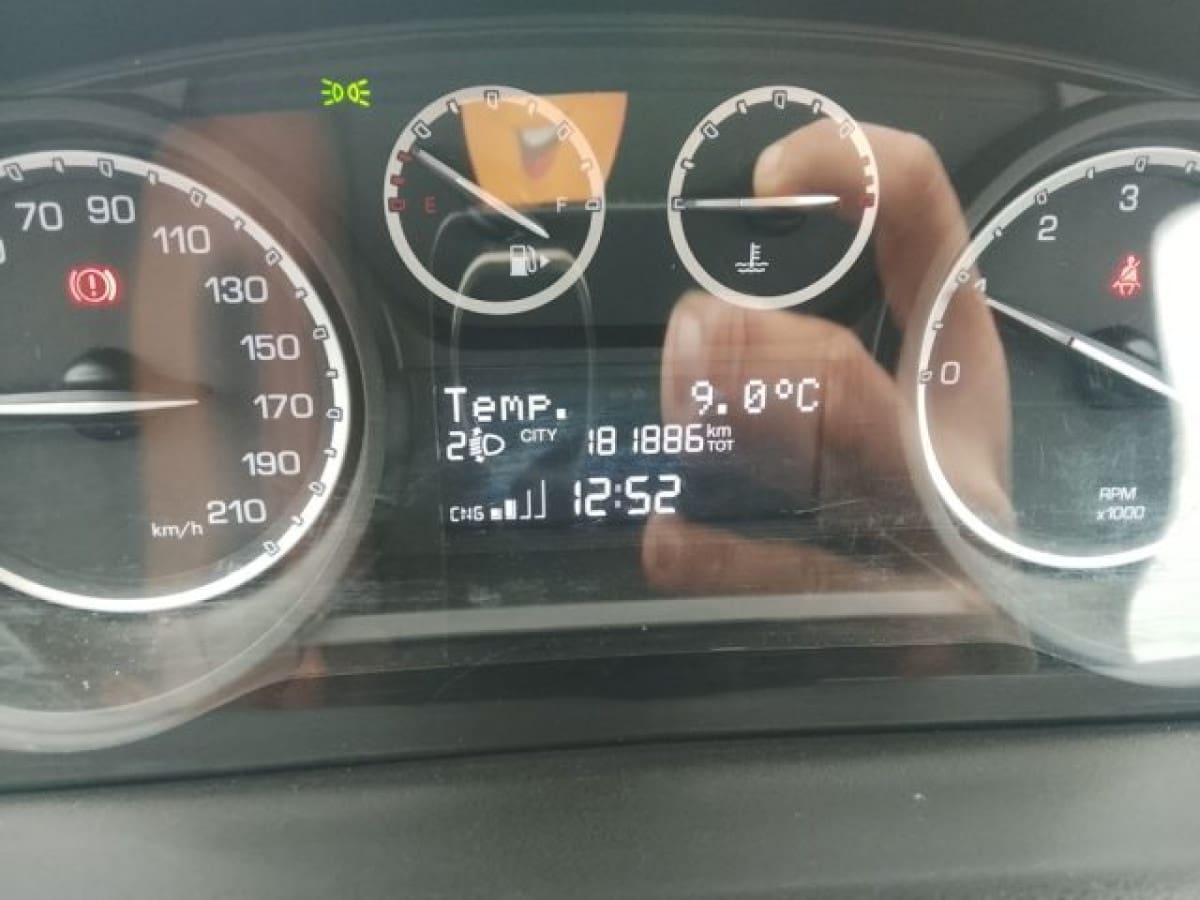 70 90 110 130 150 170 190 210
km/h
E F
Temp. 9.0°C
2 CITY 181886 km TOT
CNG 12:52
0 1 2 3
RPM
x1000